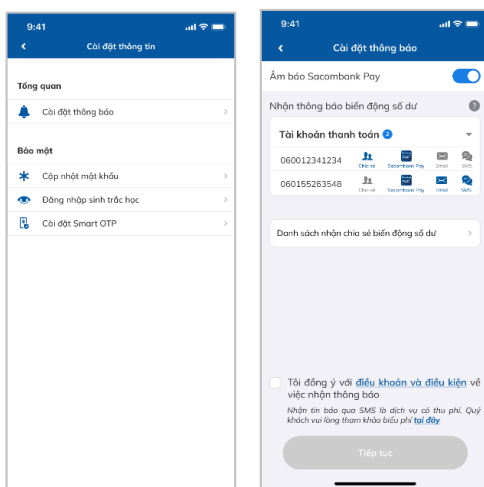 9:41
Cài đặt thông tin
Tổng quan
Cài đặt thông báo
Bảo mật
Cập nhật mật khẩu
Đăng nhập sinh trắc học
Cài đặt Smart OTP
9:41
Cài đặt thông báo
Âm báo Sacombank Pay
Nhận thông báo biến động số dư ?
Tài khoản thanh toán 2
060012341234 Chia sẻ Sacombank Pay Email SMS
060155263548 Chia sẻ Sacombank Pay Email SMS
Danh sách nhận chia sẻ biến động số dư
Tôi đồng ý với điều khoản và điều kiện về
việc nhận thông báo
Nhận tin báo qua SMS là dịch vụ có thu phí, Quý
khách vui lòng tham khảo biểu phí tại đây
Tiếp tục